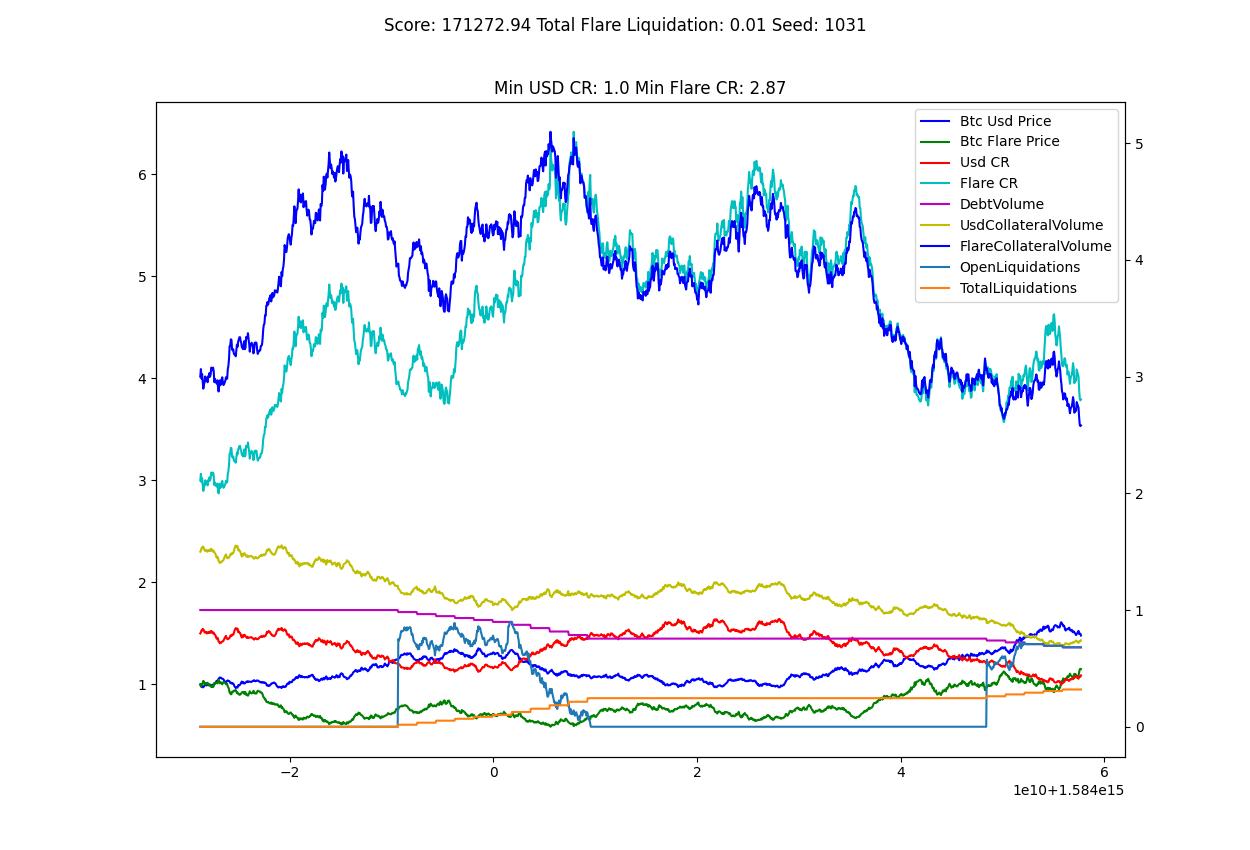 Score: 171272.94 Total Flare Liquidation: 0.01 Seed: 1031
Min USD CR: 1.0 Min Flare CR: 2.87
Btc Usd Price
Btc Flare Price
Usd CR
Flare CR
DebtVolume
UsdCollateralVolume
FlareCollateralVolume
OpenLiquidations
TotalLiquidations
6
5
4
3
2
1
5
4
3
2
1
0
−2
0
2
4
6
1e10+1.584e15